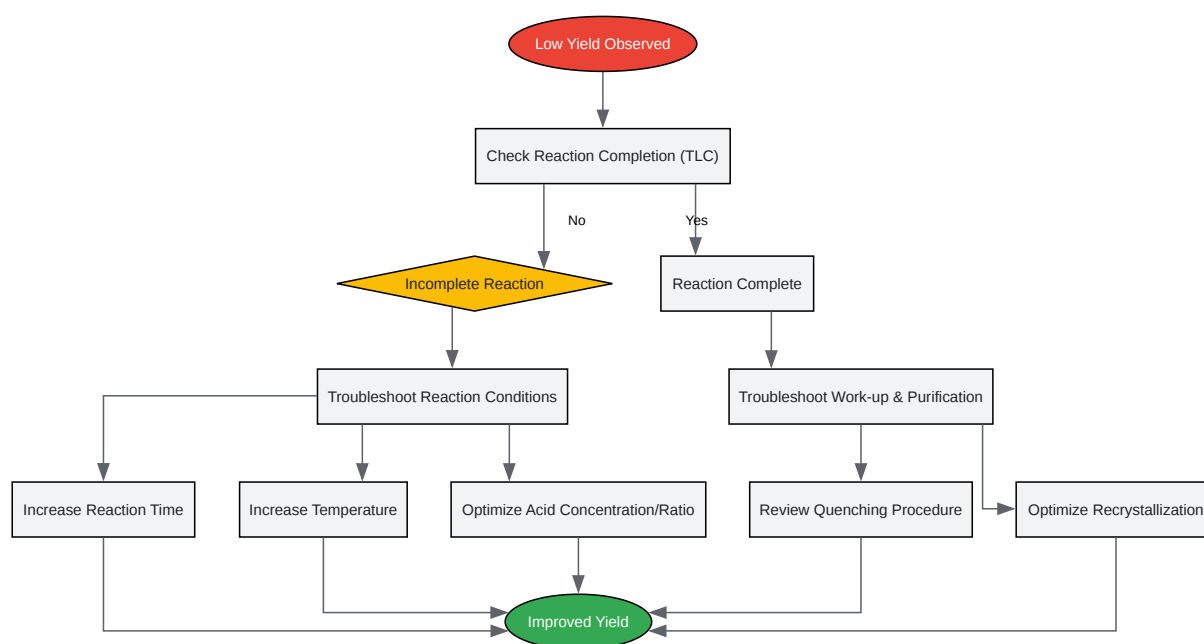 Low Yield Observed
Check Reaction Completion (TLC)
No
Yes
Incomplete Reaction
Reaction Complete
Troubleshoot Reaction Conditions
Troubleshoot Work-up & Purification
Increase Reaction Time
Increase Temperature
Optimize Acid Concentration/Ratio
Review Quenching Procedure
Optimize Recrystallization
Improved Yield